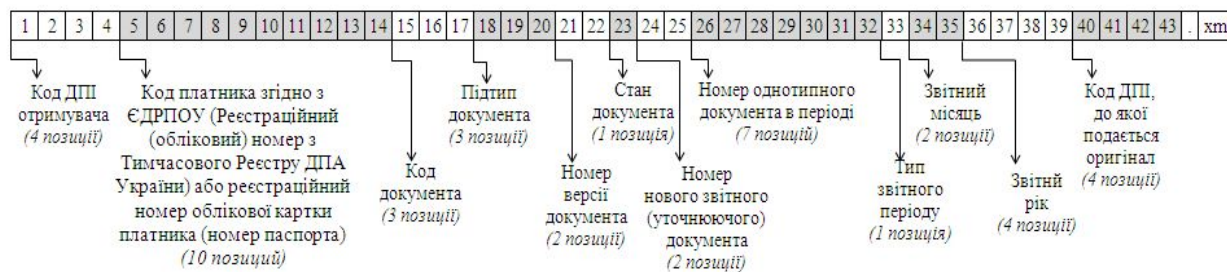 1 2 3 4 5 6 7 8 9 10 11 12 13 14 15 16 17 18 19 20 21 22 23 24 25 26 27 28 29 30 31 32 33 34 35 36 37 38 39 40 41 42 43 . xm
Код ДПІ
отримувача
(4 позиції)
Код платника згідно з
ЄДРПОУ (Реєстраційний
(обліковий) номер з
Тимчасового Реєстру ДПА
України) або реєстраційний
номер облікової картки
платника (номер паспорта)
(10 позицій)
Код
документа
(3 позиції)
Підтип
документа
(3 позиції)
Номер
версії
документа
(2 позиції)
Стан
документа
(1 позиція)
Номер
нового звітного
(уточнюючого)
документа
(2 позиції)
Номер однотипного
документа в періоді
(7 позицій)
Тип
звітного
періоду
(1 позиція)
Звітний
місяць
(2 позиції)
Звітнй
рік
(4 позиції)
Код ДПІ,
до якої
подається
оригінал
(4 позиції)